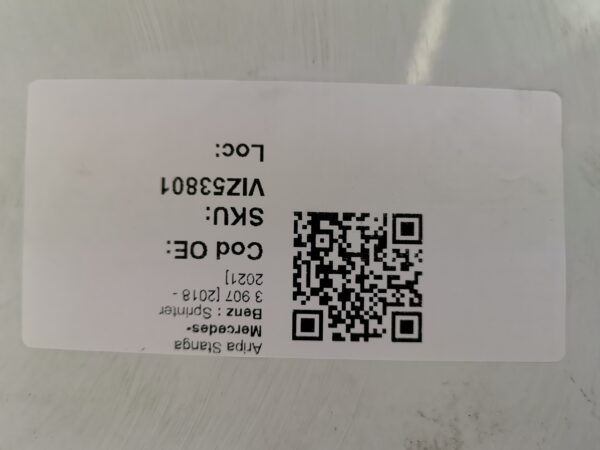 Aripa Stanga
Mercedes-
Benz : Sprinter
3 907 [2018 -
2021]
Cod OE:
SKU:
VIZ53801
Loc: